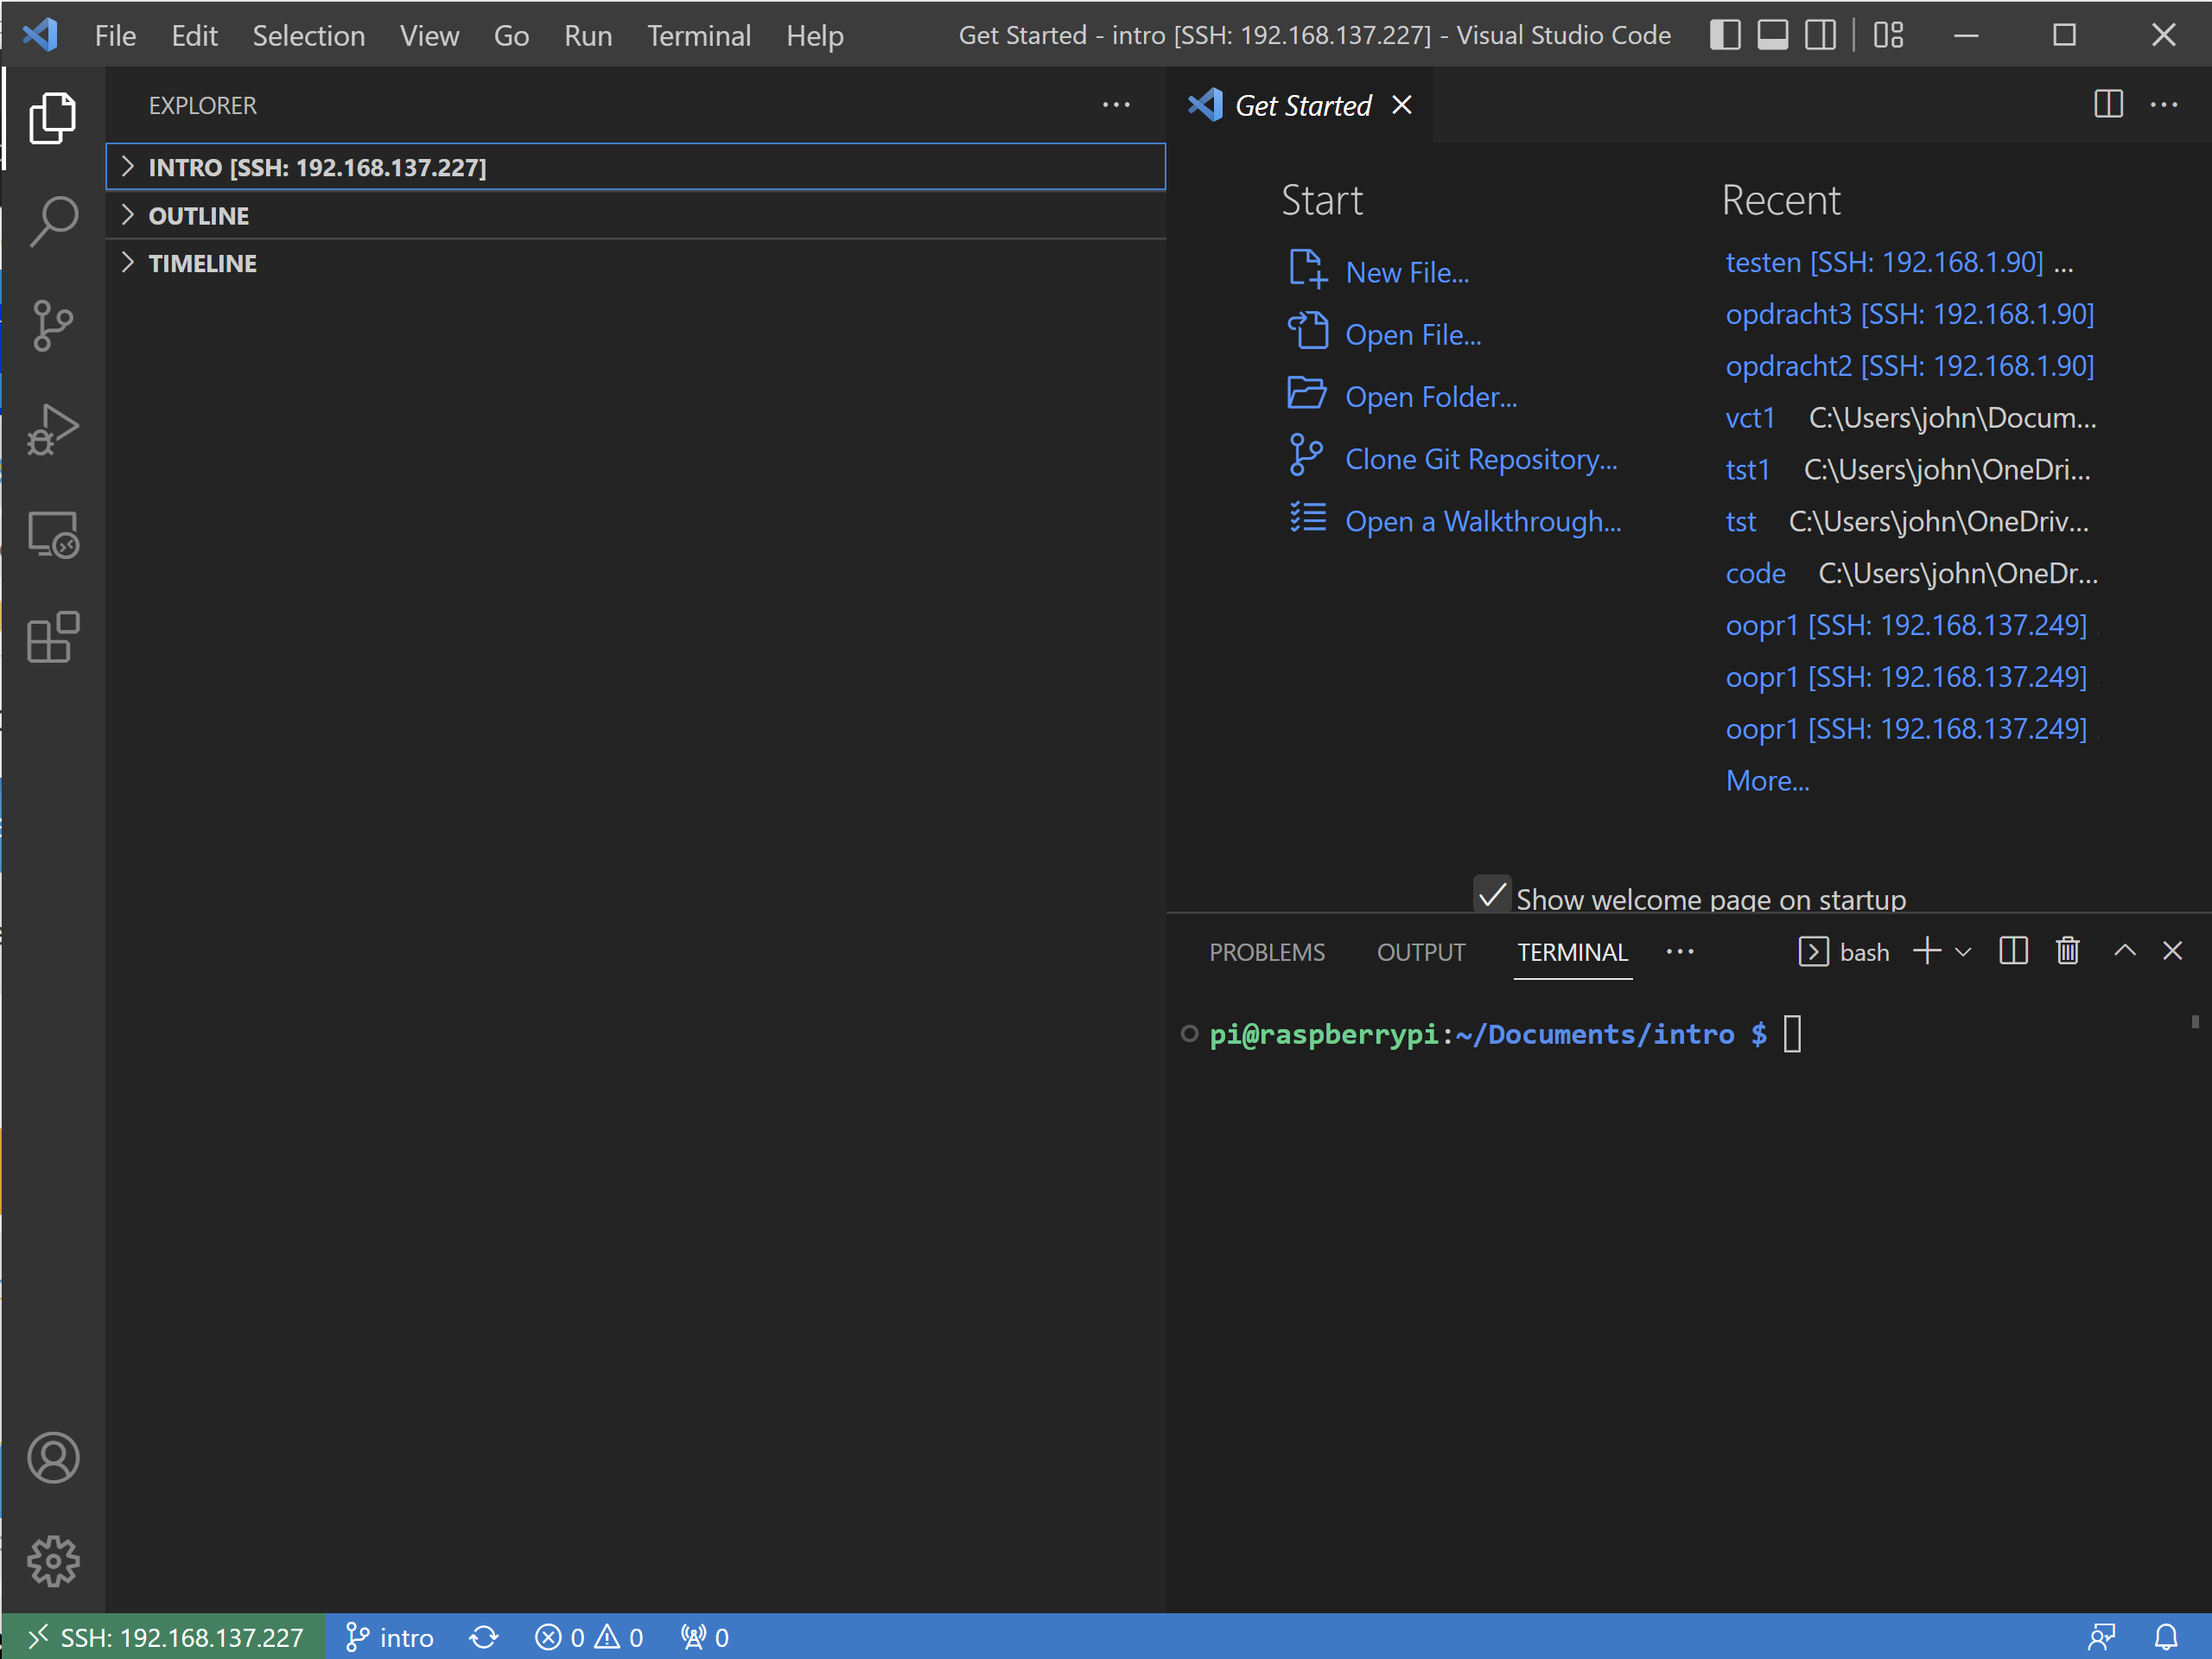 File Edit Selection View Go Run Terminal Help Get Started - intro [SSH: 192.168.137.227] - Visual Studio Code
EXPLORER
INTRO [SSH: 192.168.137.227]
OUTLINE
TIMELINE
Get Started
Start
New File...
Open File...
Open Folder...
Clone Git Repository...
Open a Walkthrough...
Recent
testen [SSH: 192.168.1.90] ...
opdracht3 [SSH: 192.168.1.90]
opdracht2 [SSH: 192.168.1.90]
vct1 C:\Users\john\Docum...
tst1 C:\Users\john\OneDri...
tst C:\Users\john\OneDriv...
code C:\Users\john\OneDr...
oopr1 [SSH: 192.168.137.249]
oopr1 [SSH: 192.168.137.249]
oopr1 [SSH: 192.168.137.249]
More...
Show welcome page on startup
PROBLEMS OUTPUT TERMINAL ··· bash
pi@raspberrypi:~/Documents/intro $
SSH: 192.168.137.227 intro 0 0 0